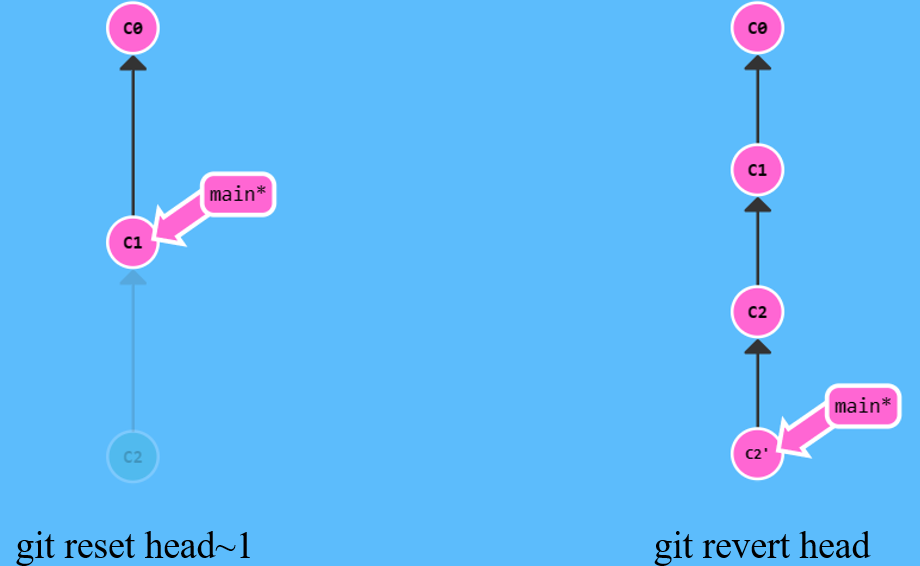 C0
C1
main*
C2
git reset head~1
C0
C1
C2
C2'
main*
git revert head